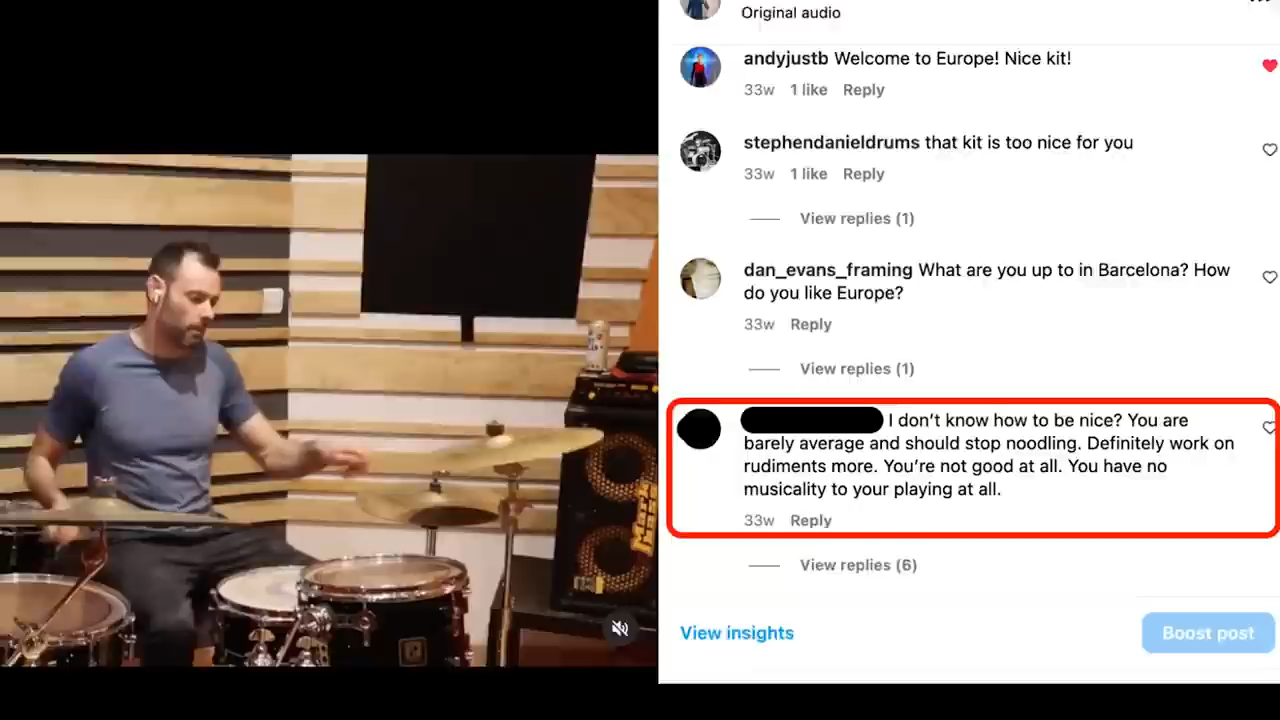 Original audio
andyjustb Welcome to Europe! Nice kit!
33w 1 like Reply
stephendanieldrums that kit is too nice for you
33w 1 like Reply
View replies (1)
dan_evans_framing What are you up to in Barcelona? How
do you like Europe?
33w Reply
View replies (1)
I don’t know how to be nice? You are
barely average and should stop noodling. Definitely work on
rudiments more. You’re not good at all. You have no
musicality to your playing at all.
33w Reply
View replies (6)
View insights
Boost post